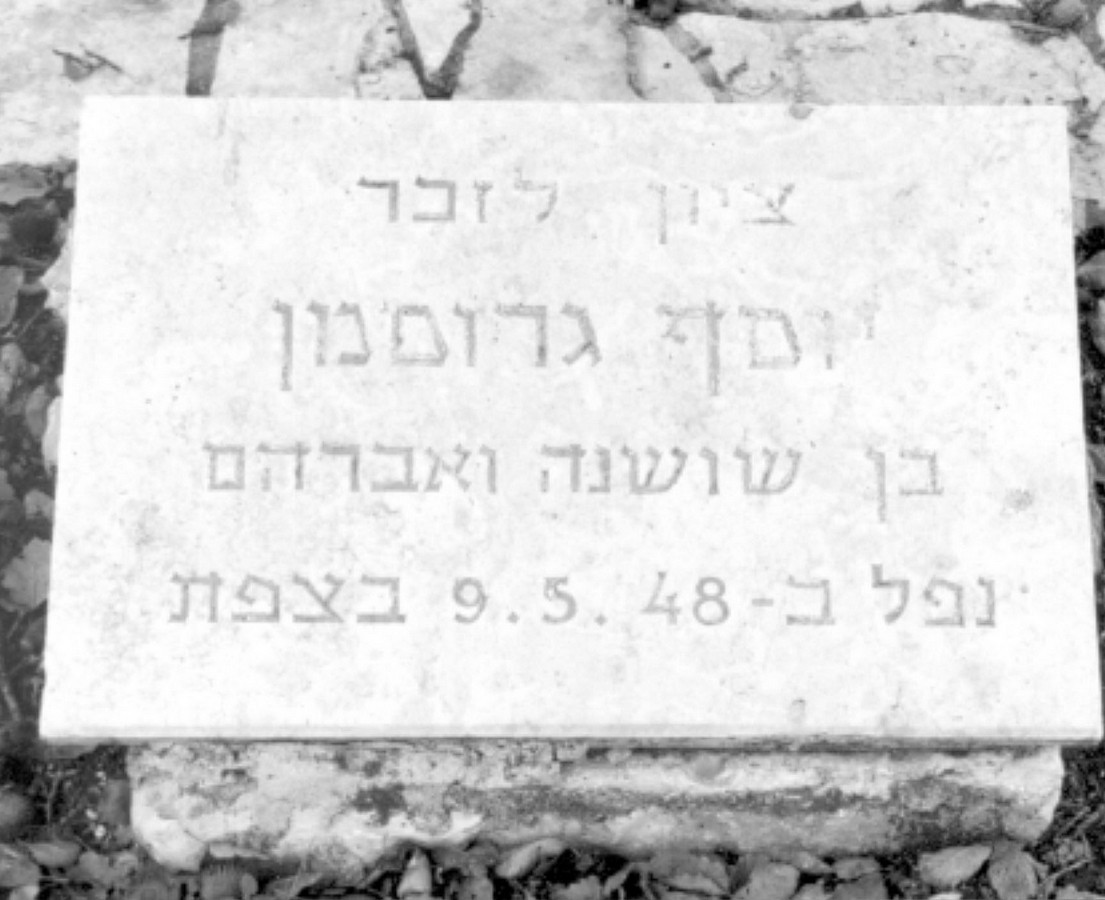 ציון לזכר
יוסף גרוסמן
בן שושנה ואברהם
נפל ב-9.5.48 בצפת